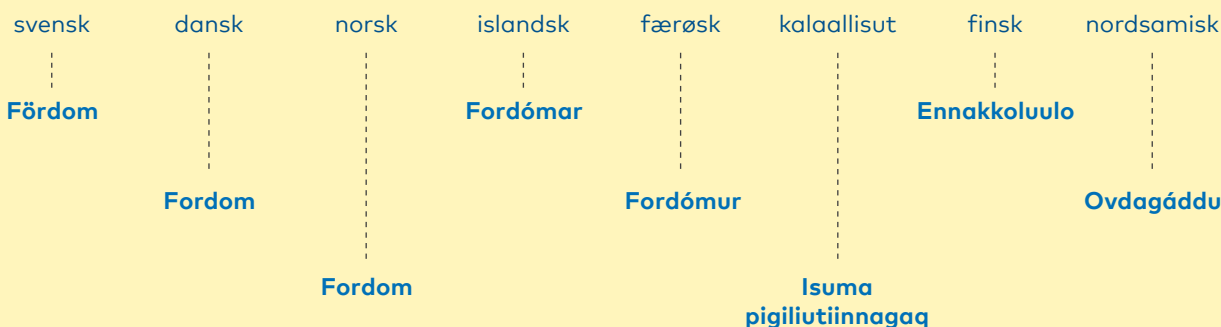 svensk dansk norsk islandsk færøsk kalaallisut finsk nordsamisk
Fördom Fordómar Ennakkoluulo
Fordom Fordómur Ovdagáddu
Fordom Isuma
pigiliutiinnagaq